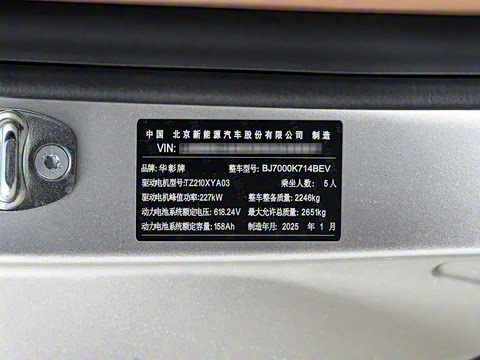 中国 北京新能源汽车股份有限公司 制造
VIN:
品牌: 华彰牌 整车型号: BJ7000K714BEV
驱动电机型号: TZ210XYA03 乘坐人数: 5人
驱动电机峰值功率: 227kW 整车整备质量: 2246kg
动力电池系统额定电压: 618.24V 最大允许总质量: 2651kg
动力电池系统额定容量: 158Ah 制造年月: 2025 年 1 月